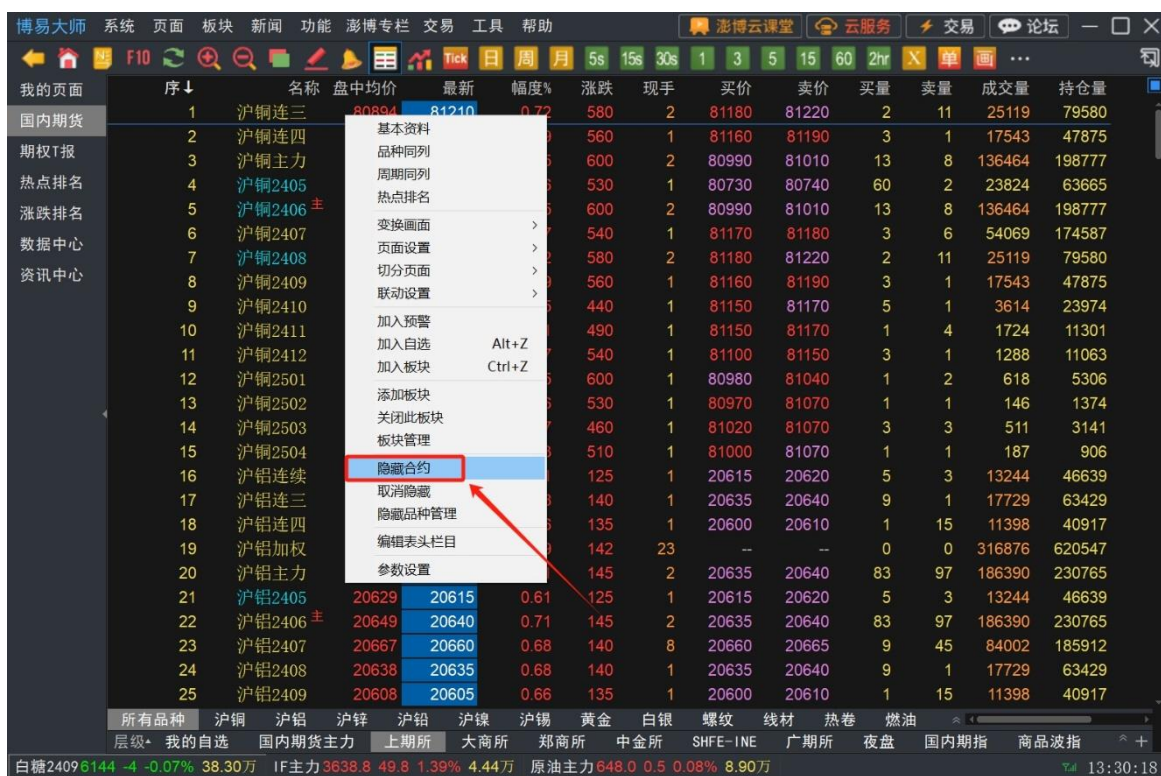 博易大师 系统 页面 板块 新闻 功能 澎博专栏 交易 工具 帮助 澎博云课堂 云服务 交易 论坛
F10 Tick 日 周 月 5s 15s 30s 1 3 5 15 60 2hr X 单 画 ...
我的页面
国内期货
期权T报
热点排名
涨跌排名
数据中心
资讯中心
序↓ 名称 盘中均价 最新 幅度% 涨跌 现手 买价 卖价 买量 卖量 成交量 持仓量
1 沪铜连三 80894 81210 0.72 580 2 81180 81220 2 11 25119 79580
2 沪铜连四 560 1 81160 81190 3 1 17543 47875
3 沪铜主力 600 2 80990 81010 13 8 136464 198777
4 沪铜2405 530 1 80730 80740 60 2 23824 63665
5 沪铜2406 主 600 2 80990 81010 13 8 136464 198777
6 沪铜2407 540 1 81170 81180 3 6 54069 174587
7 沪铜2408 580 2 81180 81220 2 11 25119 79580
8 沪铜2409 560 1 81160 81190 3 1 17543 47875
9 沪铜2410 440 1 81150 81170 5 1 3614 23974
10 沪铜2411 490 1 81150 81170 1 4 1724 11301
11 沪铜2412 540 1 81100 81150 3 1 1288 11063
12 沪铜2501 600 1 80980 81040 1 2 618 5306
13 沪铜2502 530 1 80970 81070 1 1 146 1374
14 沪铜2503 460 1 81020 81070 3 3 511 3141
15 沪铜2504 510 1 81000 81070 1 1 187 906
16 沪铝连续 125 1 20615 20620 5 3 13244 46639
17 沪铝连三 140 1 20635 20640 9 1 17729 63429
18 沪铝连四 135 1 20600 20610 1 15 11398 40917
19 沪铝加权 142 23 -- -- 0 0 316876 620547
20 沪铝主力 145 2 20635 20640 83 97 186390 230765
21 沪铝2405 20629 20615 0.61 125 1 20615 20620 5 3 13244 46639
22 沪铝2406 主 20649 20640 0.71 145 2 20635 20640 83 97 186390 230765
23 沪铝2407 20667 20660 0.68 140 8 20660 20665 9 45 84002 185912
24 沪铝2408 20638 20635 0.68 140 1 20635 20640 9 1 17729 63429
25 沪铝2409 20608 20605 0.66 135 1 20600 20610 1 15 11398 40917
基本资料
品种同列
周期同列
热点排名
变换画面
页面设置
切分页面
联动设置
加入预警
加入自选 Alt+Z
加入板块 Ctrl+Z
添加板块
关闭此板块
板块管理
隐藏合约
取消隐藏
隐藏品种管理
编辑表头栏目
参数设置
所有品种 沪铜 沪铝 沪锌 沪铅 沪镍 沪锡 黄金 白银 螺纹 线材 热卷 燃油
层级 我的自选 国内期货主力 上期所 大商所 郑商所 中金所 SHFE-INE 广期所 夜盘 国内期指 商品波指
白糖2409 6144 -4 -0.07% 38.30万 IF主力 3638.8 49.8 1.39% 4.44万 原油主力 648.0 0.5 0.08% 8.90万 13:30:18